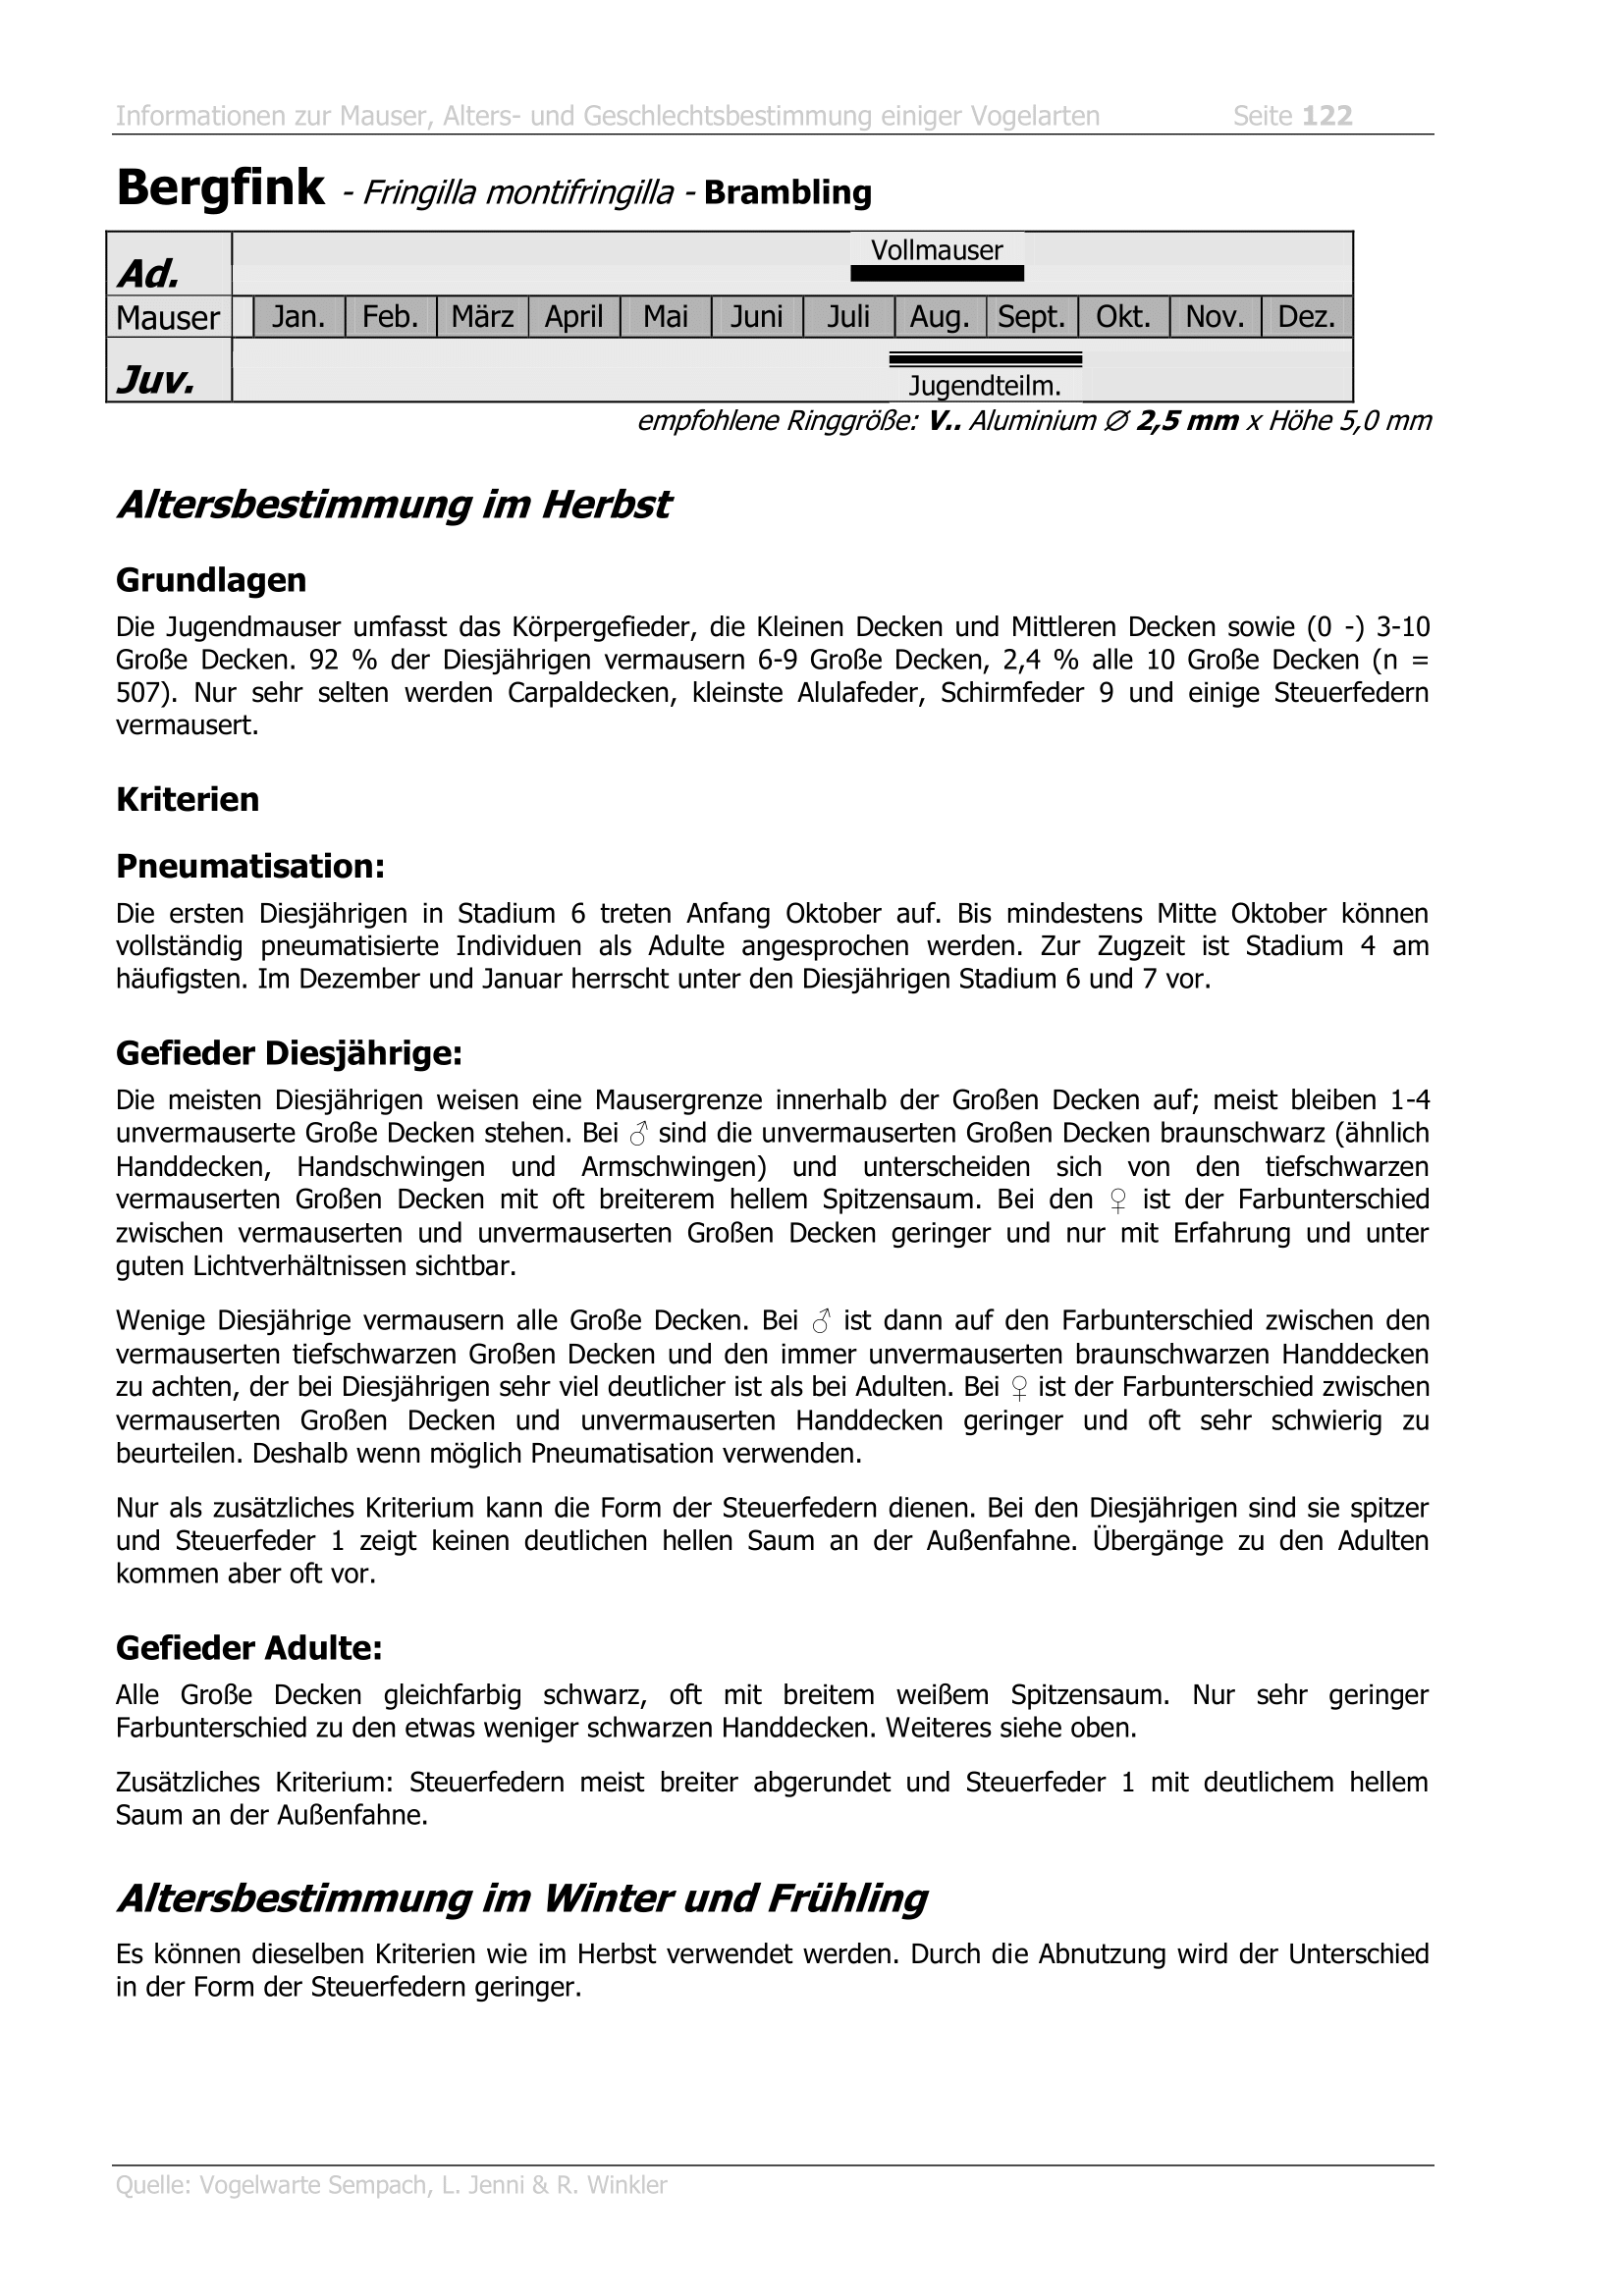 Informationen zur Mauser, Alters- und Geschlechtsbestimmung einiger Vogelarten Seite 122
Bergfink - Fringilla montifringilla - Brambling
Vollmauser
Ad.
Mauser Jan. Feb. März April Mai Juni Juli Aug. Sept. Okt. Nov. Dez.
Juv.
Jugendteilm.
empfohlene Ringgröße: V.. Aluminium ∅ 2,5 mm x Höhe 5,0 mm
Altersbestimmung im Herbst
Grundlagen
Die Jugendmauser umfasst das Körpergefieder, die Kleinen Decken und Mittleren Decken sowie (0 -) 3-10
Große Decken. 92 % der Diesjährigen vermausern 6-9 Große Decken, 2,4 % alle 10 Große Decken (n =
507). Nur sehr selten werden Carpaldecken, kleinste Alulafeder, Schirmfeder 9 und einige Steuerfedern
vermausert.
Kriterien
Pneumatisation:
Die ersten Diesjährigen in Stadium 6 treten Anfang Oktober auf. Bis mindestens Mitte Oktober können
vollständig pneumatisierte Individuen als Adulte angesprochen werden. Zur Zugzeit ist Stadium 4 am
häufigsten. Im Dezember und Januar herrscht unter den Diesjährigen Stadium 6 und 7 vor.
Gefieder Diesjährige:
Die meisten Diesjährigen weisen eine Mausergrenze innerhalb der Großen Decken auf; meist bleiben 1-4
unvermauserte Große Decken stehen. Bei ♂ sind die unvermauserten Großen Decken braunschwarz (ähnlich
Handdecken, Handschwingen und Armschwingen) und unterscheiden sich von den tiefschwarzen
vermauserten Großen Decken mit oft breiterem hellem Spitzensaum. Bei den ♀ ist der Farbunterschied
zwischen vermauserten und unvermauserten Großen Decken geringer und nur mit Erfahrung und unter
guten Lichtverhältnissen sichtbar.
Wenige Diesjährige vermausern alle Große Decken. Bei ♂ ist dann auf den Farbunterschied zwischen den
vermauserten tiefschwarzen Großen Decken und den immer unvermauserten braunschwarzen Handdecken
zu achten, der bei Diesjährigen sehr viel deutlicher ist als bei Adulten. Bei ♀ ist der Farbunterschied zwischen
vermauserten Großen Decken und unvermauserten Handdecken geringer und oft sehr schwierig zu
beurteilen. Deshalb wenn möglich Pneumatisation verwenden.
Nur als zusätzliches Kriterium kann die Form der Steuerfedern dienen. Bei den Diesjährigen sind sie spitzer
und Steuerfeder 1 zeigt keinen deutlichen hellen Saum an der Außenfahne. Übergänge zu den Adulten
kommen aber oft vor.
Gefieder Adulte:
Alle Große Decken gleichfarbig schwarz, oft mit breitem weißem Spitzensaum. Nur sehr geringer
Farbunterschied zu den etwas weniger schwarzen Handdecken. Weiteres siehe oben.
Zusätzliches Kriterium: Steuerfedern meist breiter abgerundet und Steuerfeder 1 mit deutlichem hellem
Saum an der Außenfahne.
Altersbestimmung im Winter und Frühling
Es können dieselben Kriterien wie im Herbst verwendet werden. Durch die Abnutzung wird der Unterschied
in der Form der Steuerfedern geringer.
Quelle: Vogelwarte Sempach, L. Jenni & R. Winkler